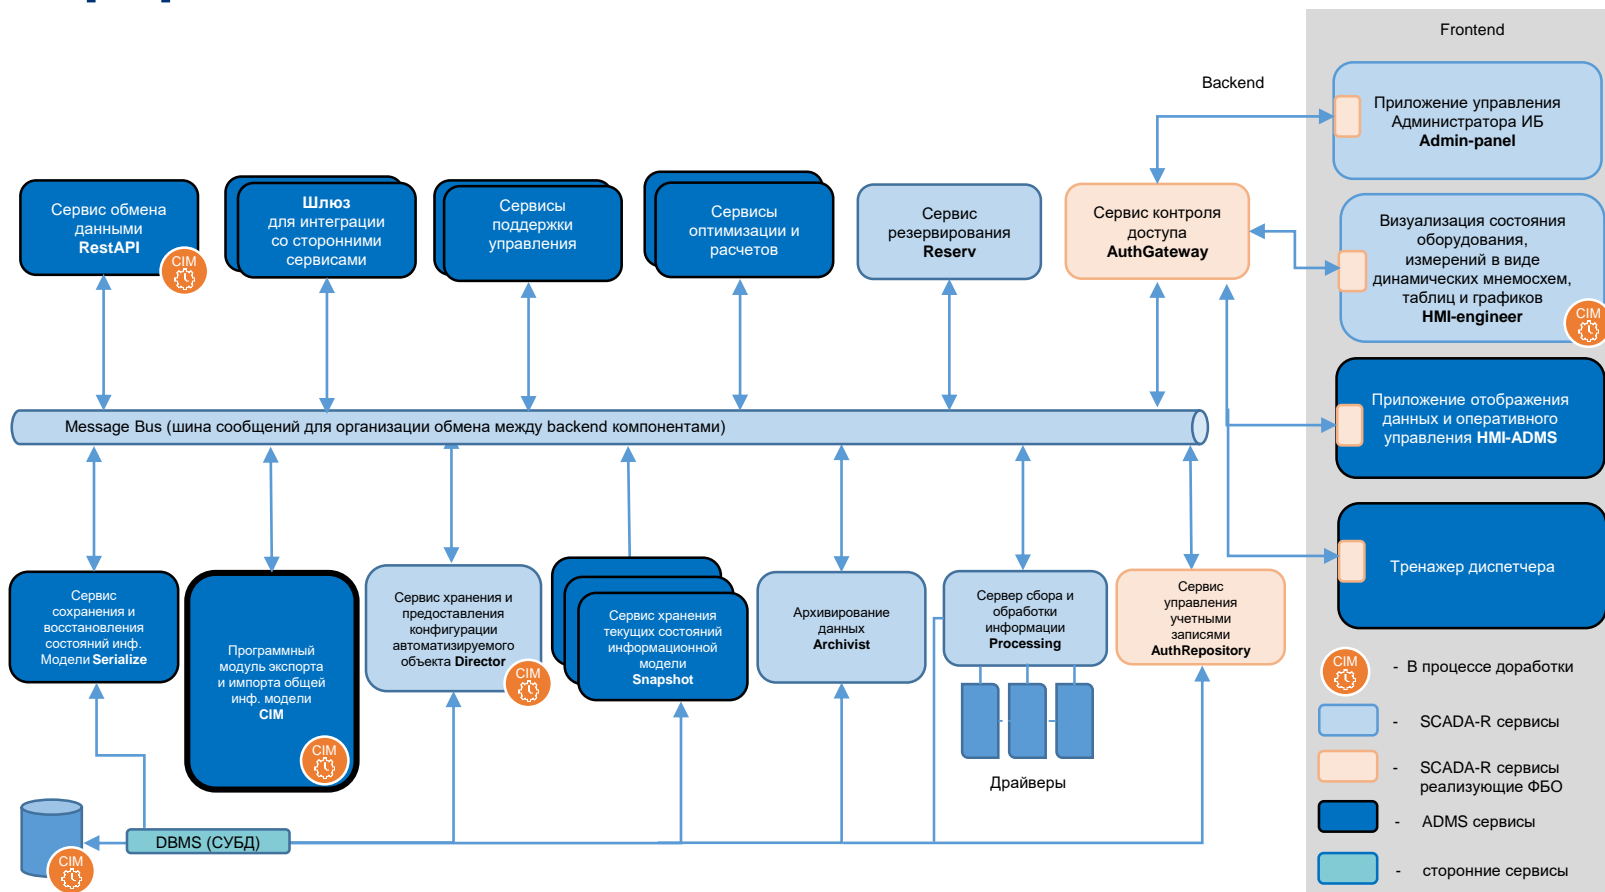 Frontend
Backend
Приложение управления
Администратора ИБ
Admin-panel
Сервис обмена
данными
RestAPI
CIM
Шлюз
для интеграции
со сторонними
сервисами
Сервисы
поддержки
управления
Сервисы
оптимизации и
расчетов
Сервис
резервирования
Reserv
Сервис контроля
доступа
AuthGateway
Визуализация состояния
оборудования,
измерений в виде
динамических мнемосхем,
таблиц и графиков
HMI-engineer
CIM
Приложение отображения
данных и оперативного
управления HMI-ADMS
Message Bus (шина сообщений для организации обмена между backend компонентами)
Тренажер диспетчера
Сервис
сохранения и
восстановления
состояний инф.
Модели Serialize
Программный
модуль экспорта
и импорта общей
инф. модели
CIM
CIM
Сервис хранения и
предоставления
конфигурации
автоматизируемого
объекта Director
CIM
Сервис хранения
текущих состояний
информационной
модели
Snapshot
Архивирование
данных
Archivist
Сервер сбора и
обработки
информации
Processing
Драйверы
Сервис
управления
учетными
записями
AuthRepository
DBMS (СУБД)
CIM
CIM
- В процессе доработки
- SCADA-R сервисы
- SCADA-R сервисы
реализующие ФБО
- ADMS сервисы
- сторонние сервисы